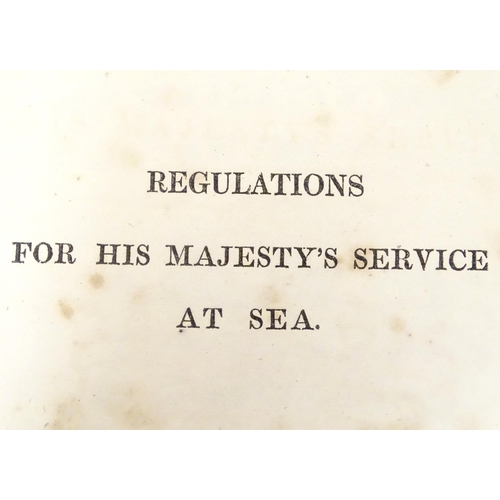 REGULATIONS
FOR HIS MAJESTY'S SERVICE
AT SEA.